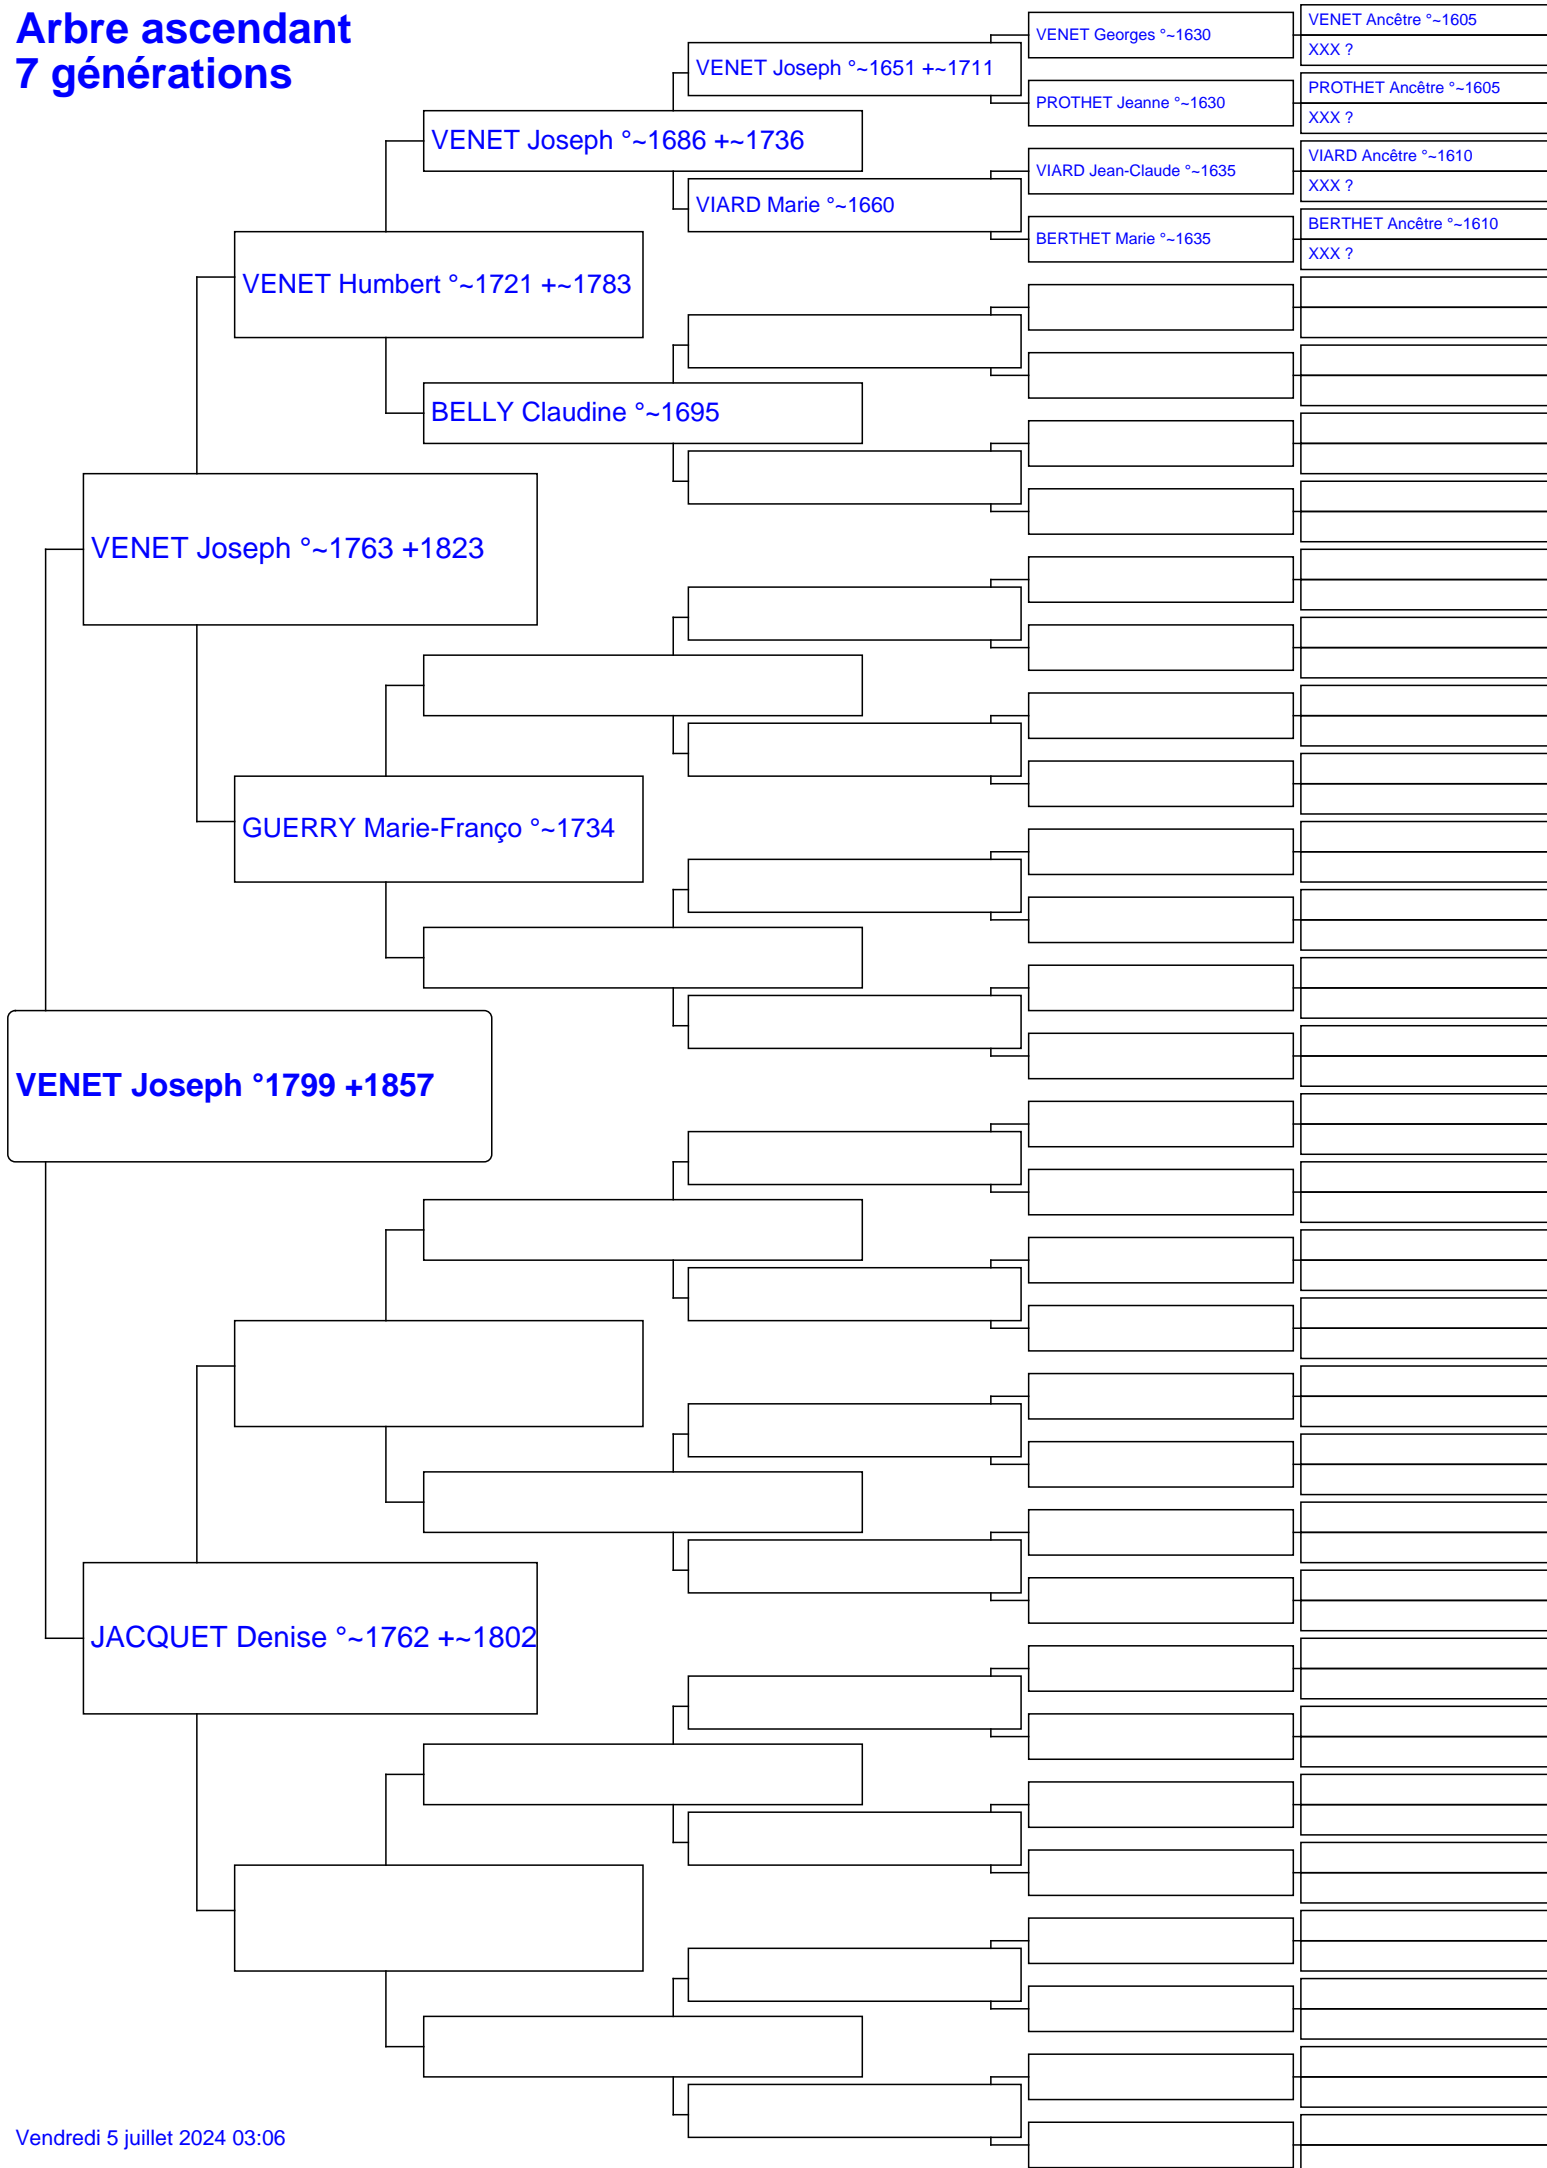 Arbre ascendant
7 générations
VENET Ancêtre °~1605
VENET Georges °~1630
XXX ?
VENET Joseph °~1651 +~1711
PROTHET Ancêtre °~1605
PROTHET Jeanne °~1630
XXX ?
VENET Joseph °~1686 +~1736
VIARD Ancêtre °~1610
VIARD Jean-Claude °~1635
XXX ?
VIARD Marie °~1660
BERTHET Ancêtre °~1610
BERTHET Marie °~1635
XXX ?
VENET Humbert °~1721 +~1783
BELLY Claudine °~1695
VENET Joseph °~1763 +1823
GUERRY Marie-Franço °~1734
VENET Joseph °1799 +1857
JACQUET Denise °~1762 +~1802
Vendredi 5 juillet 2024 03:06